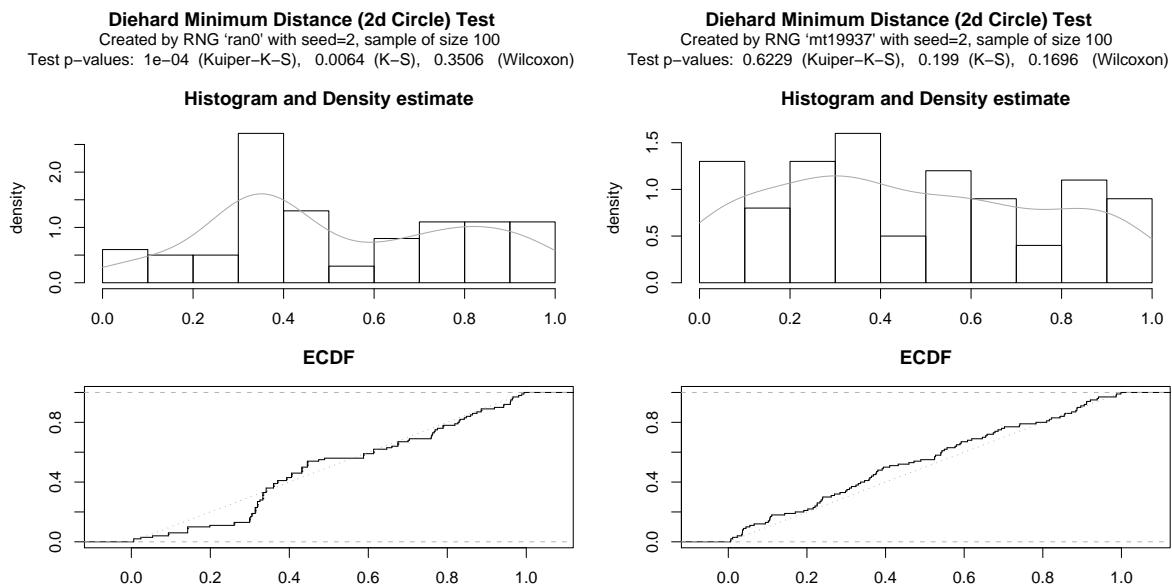 Diehard Minimum Distance (2d Circle) Test
Created by RNG ‘ran0’ with seed=2, sample of size 100
Test p−values: 1e−04 (Kuiper−K−S), 0.0064 (K−S), 0.3506 (Wilcoxon)
Histogram and Density estimate
density
0.0 1.0 2.0
0.0 0.2 0.4 0.6 0.8 1.0
ECDF
0.0 0.4 0.8
0.0 0.2 0.4 0.6 0.8 1.0
Diehard Minimum Distance (2d Circle) Test
Created by RNG ‘mt19937’ with seed=2, sample of size 100
Test p−values: 0.6229 (Kuiper−K−S), 0.199 (K−S), 0.1696 (Wilcoxon)
Histogram and Density estimate
density
0.0 0.5 1.0 1.5
0.0 0.2 0.4 0.6 0.8 1.0
ECDF
0.0 0.4 0.8
0.0 0.2 0.4 0.6 0.8 1.0